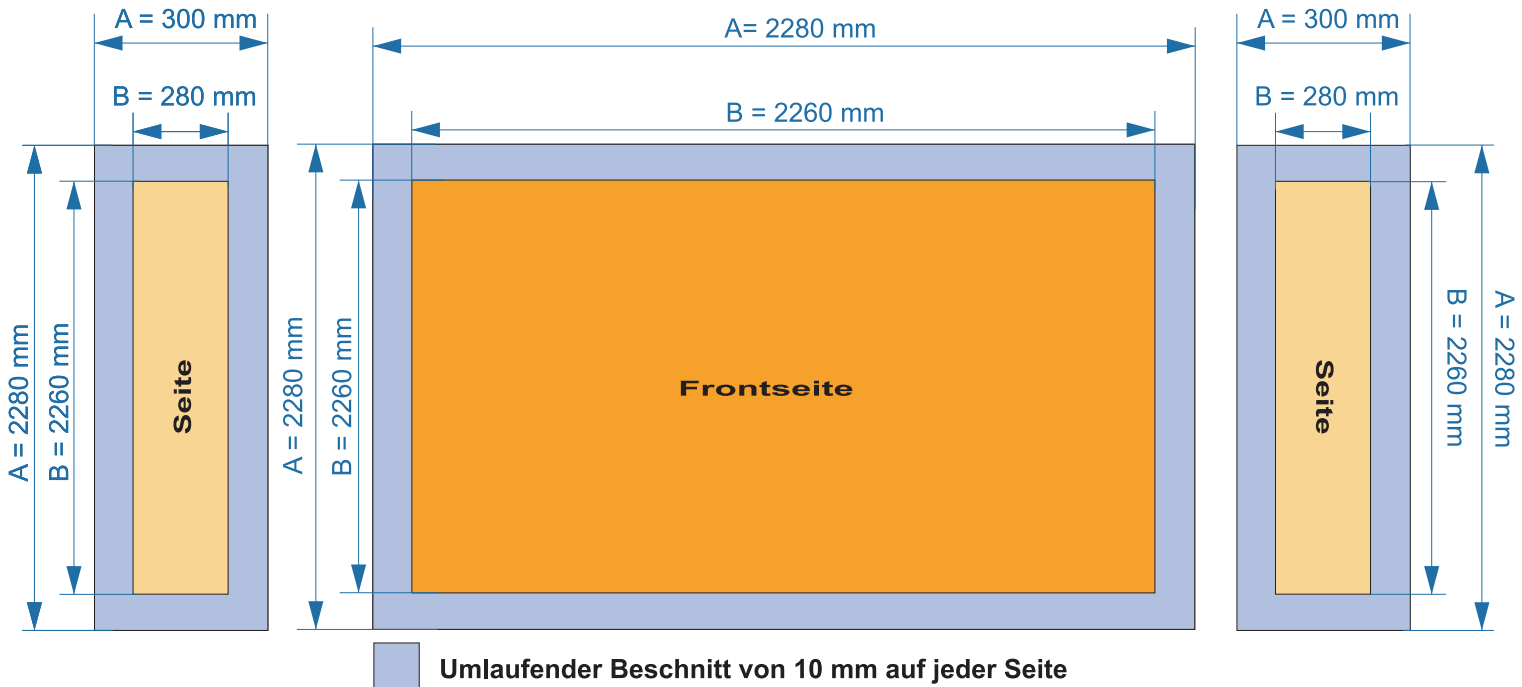 A = 300 mm
B = 280 mm
A = 2280 mm
B = 2260 mm
Seite
A= 2280 mm
B = 2260 mm
A = 2280 mm
B = 2260 mm
Frontseite
A = 300 mm
B = 280 mm
Seite
B = 2260 mm
A = 2280 mm
Umlaufender Beschnitt von 10 mm auf jeder Seite